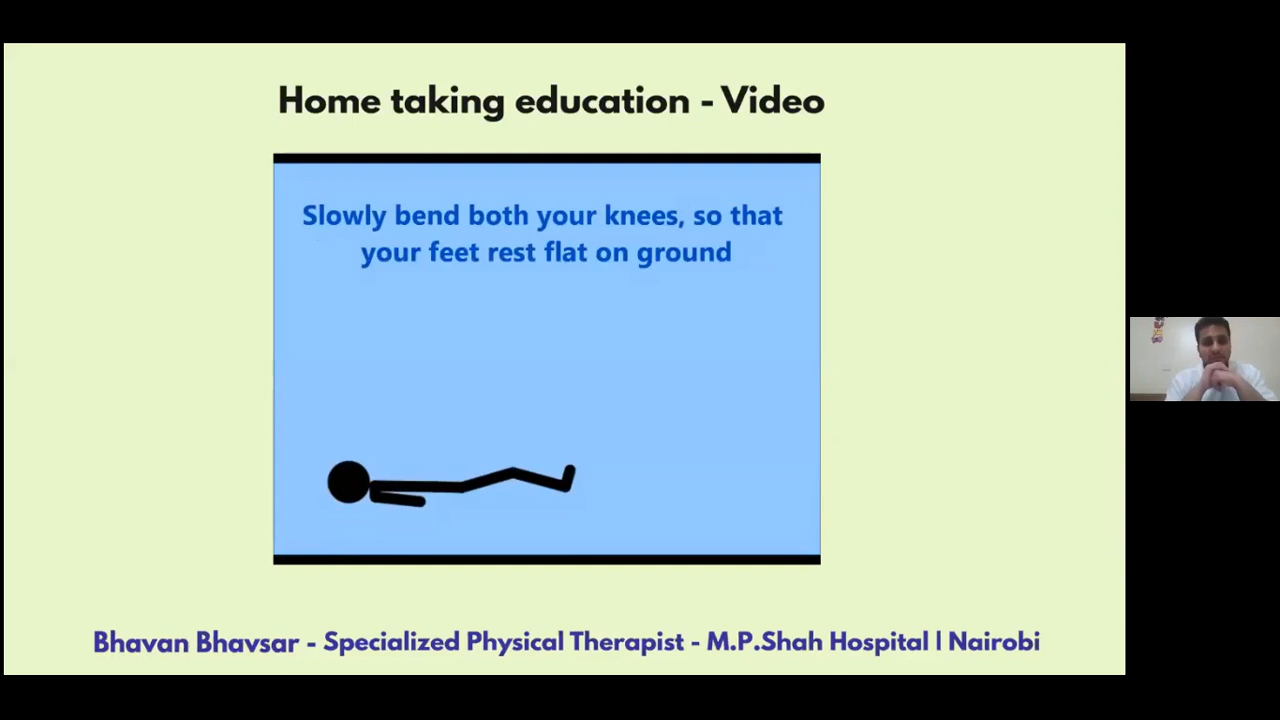 Home taking education - Video
Slowly bend both your knees, so that
your feet rest flat on ground
Bhavan Bhavsar - Specialized Physical Therapist - M.P.Shah Hospital | Nairobi